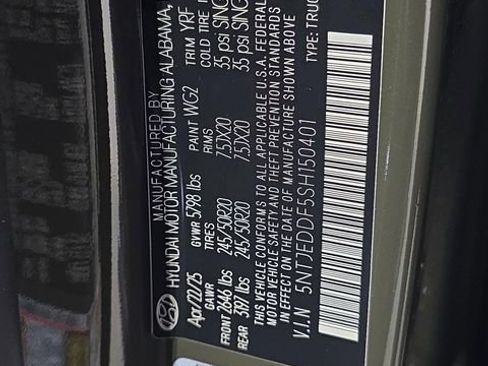 MANUFACTURED BY
HYUNDAI MOTOR MANUFACTURING ALABAMA,
Apr/22/25 GVWR 5798 lbs PAINT WG2 TRIM YRF
GAWR TIRES RIMS COLD TIRE
FRONT 2646 lbs 245/50R20 7.5JX20 35 psi SING
REAR 3197 lbs 245/50R20 7.5JX20 35 psi SING
THIS VEHICLE CONFORMS TO ALL APPLICABLE U.S.A. FEDERAL
MOTOR VEHICLE SAFETY AND THEFT PREVENTION STANDARDS
IN EFFECT ON THE DATE OF MANUFACTURE SHOWN ABOVE
V.I.N 5NTJEDDF5SH150401 TYPE: TRUC